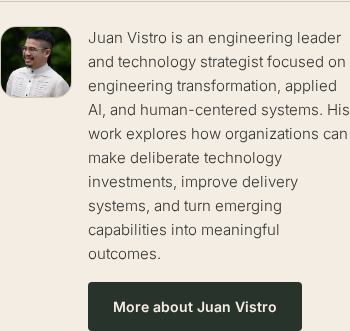 Juan Vistro is an engineering leader
and technology strategist focused on
engineering transformation, applied
AI, and human-centered systems. His
work explores how organizations can
make deliberate technology
investments, improve delivery
systems, and turn emerging
capabilities into meaningful
outcomes.
More about Juan Vistro